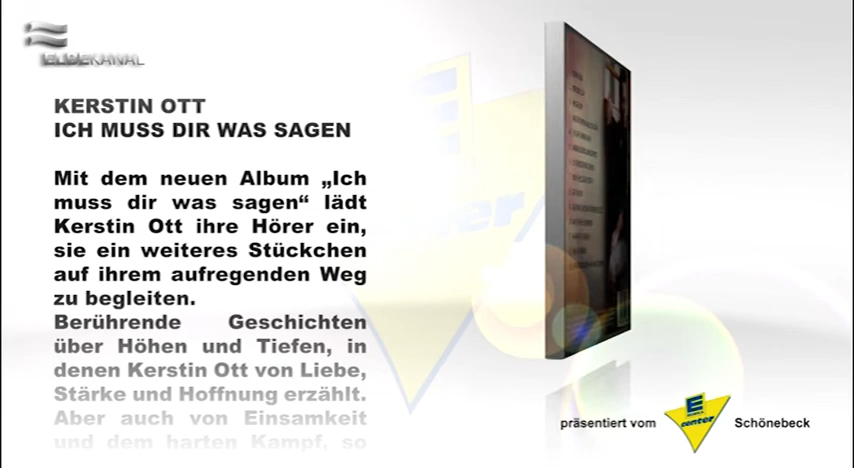 KANAL
KERSTIN OTT
ICH MUSS DIR WAS SAGEN
Mit dem neuen Album „Ich
muss dir was sagen“ lädt
Kerstin Ott ihre Hörer ein,
sie ein weiteres Stückchen
auf ihrem aufregenden Weg
zu begleiten.
Berührende Geschichten
über Höhen und Tiefen, in
denen Kerstin Ott von Liebe,
Stärke und Hoffnung erzählt.
Aber auch von Einsamkeit
und dem harten Kampf, so
präsentiert vom E center Schönebeck